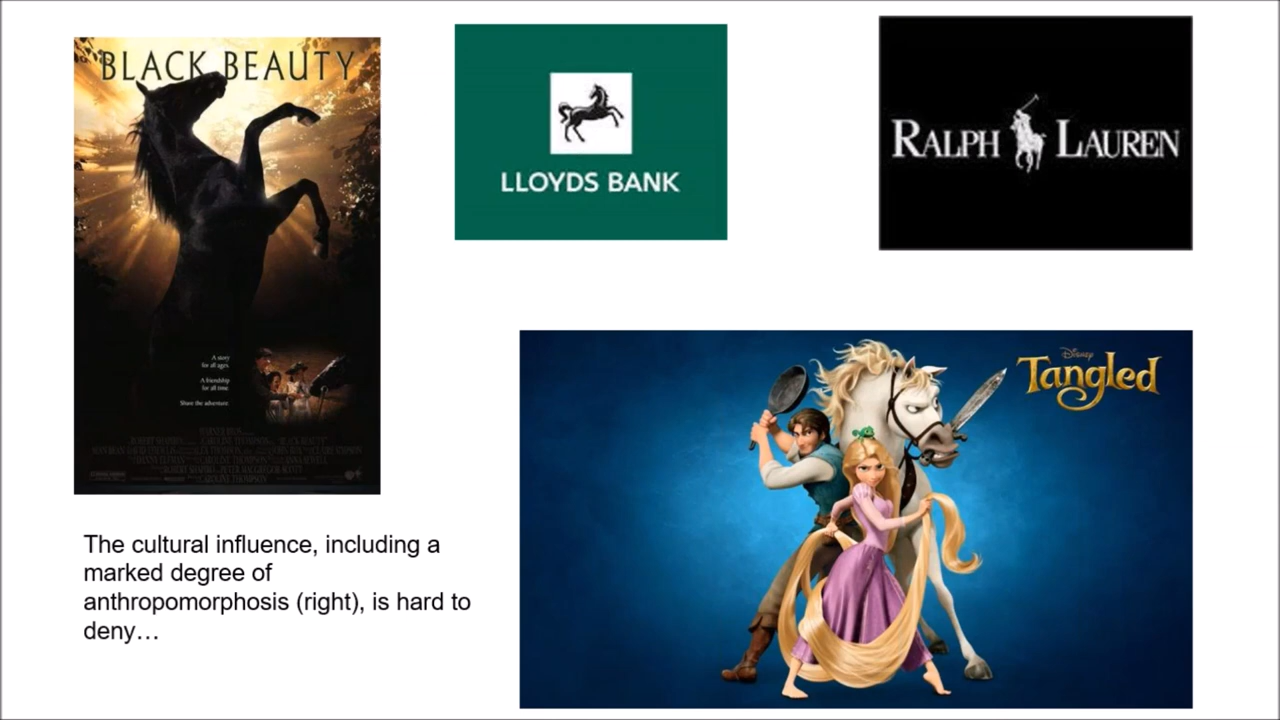 BLACK BEAUTY
A story
for all ages.
A friendship
for all time.
Share the adventure.
LLOYDS BANK
RALPH LAUREN
Disney
Tangled
The cultural influence, including a
marked degree of
anthropomorphosis (right), is hard to
deny…